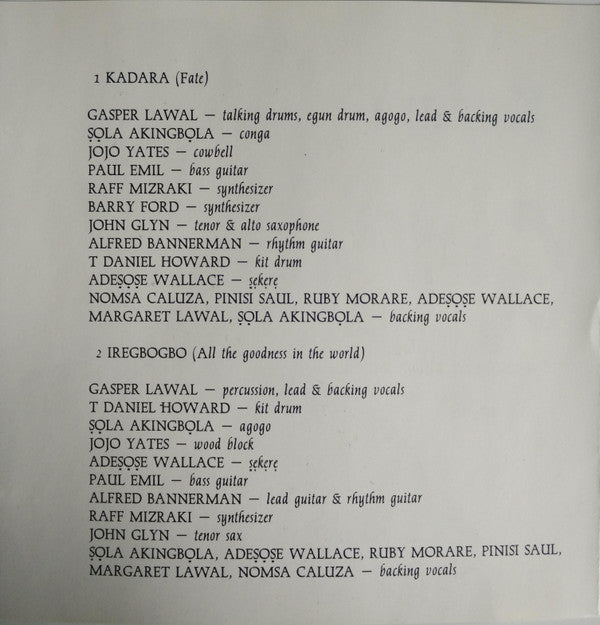 1 KADARA (Fate)
GASPER LAWAL — talking drums, egun drum, agogo, lead & backing vocals
ṢỌLA AKINGBỌLA — conga
JOJO YATES — cowbell
PAUL EMIL — bass guitar
RAFF MIZRAKI — synthesizer
BARRY FORD — synthesizer
JOHN GLYN — tenor & alto saxophone
ALFRED BANNERMAN — rhythm guitar
T DANIEL HOWARD — kit drum
ADEṢỌṢE WALLACE — ṣẹkẹrẹ
NOMSA CALUZA, PINISI SAUL, RUBY MORARE, ADEṢỌṢE WALLACE,
MARGARET LAWAL, ṢỌLA AKINGBỌLA — backing vocals
2 IREGBOGBO (All the goodness in the world)
GASPER LAWAL — percussion, lead & backing vocals
T DANIEL HOWARD — kit drum
ṢỌLA AKINGBỌLA — agogo
JOJO YATES — wood block
ADEṢỌṢE WALLACE — ṣẹkẹrẹ
PAUL EMIL — bass guitar
ALFRED BANNERMAN — lead guitar & rhythm guitar
RAFF MIZRAKI — synthesizer
JOHN GLYN — tenor sax
ṢỌLA AKINGBỌLA, ADEṢỌṢE WALLACE, RUBY MORARE, PINISI SAUL,
MARGARET LAWAL, NOMSA CALUZA — backing vocals